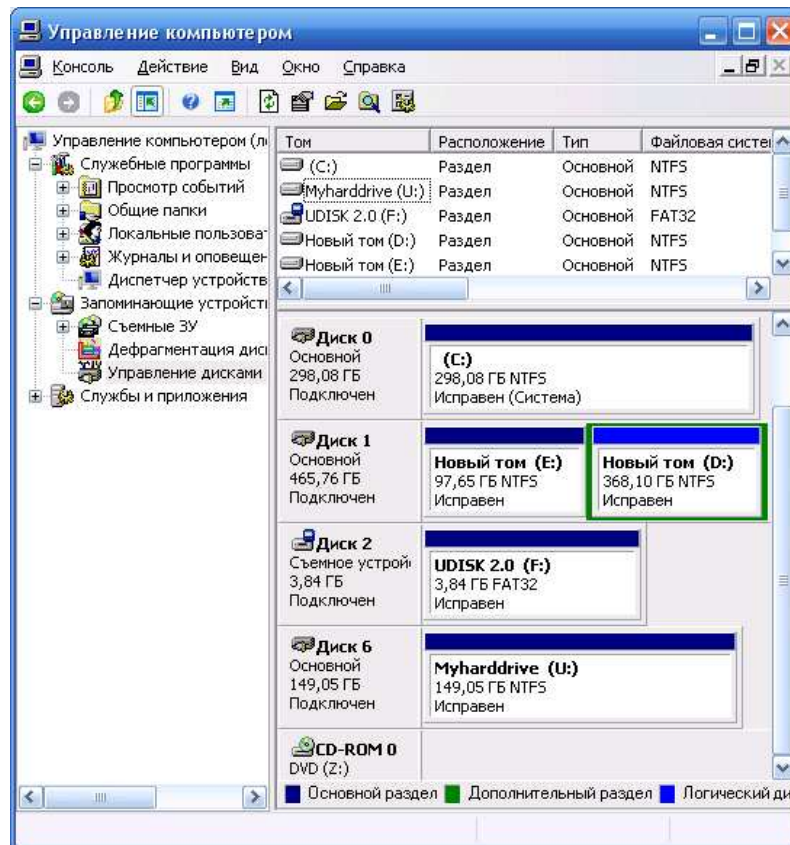 Управление компьютером
Консоль Действие Вид Окно Справка
Управление компьютером (ло
Служебные программы
Просмотр событий
Общие папки
Локальные пользоват
Журналы и оповещен
Диспетчер устройств
Запоминающие устройсті
Съемные ЗУ
Дефрагментация диск
Управление дисками
Службы и приложения
Том Расположение Тип Файловая систем
(C:) Раздел Основной NTFS
Myharddrive (U:) Раздел Основной NTFS
UDISK 2.0 (F:) Раздел Основной FAT32
Новый том (D:) Раздел Основной NTFS
Новый том (E:) Раздел Основной NTFS
Диск 0
Основной
298,08 ГБ
Подключен
(C:)
298,08 ГБ NTFS
Исправен (Система)
Диск 1
Основной
465,76 ГБ
Подключен
Новый том (E:)
97,65 ГБ NTFS
Исправен
Новый том (D:)
368,10 ГБ NTFS
Исправен
Диск 2
Съемное устрой
3,84 ГБ
Подключен
UDISK 2.0 (F:)
3,84 ГБ FAT32
Исправен
Диск 6
Основной
149,05 ГБ
Подключен
Myharddrive (U:)
149,05 ГБ NTFS
Исправен
CD-ROM 0
DVD (Z:)
Основной раздел Дополнительный раздел Логический ди